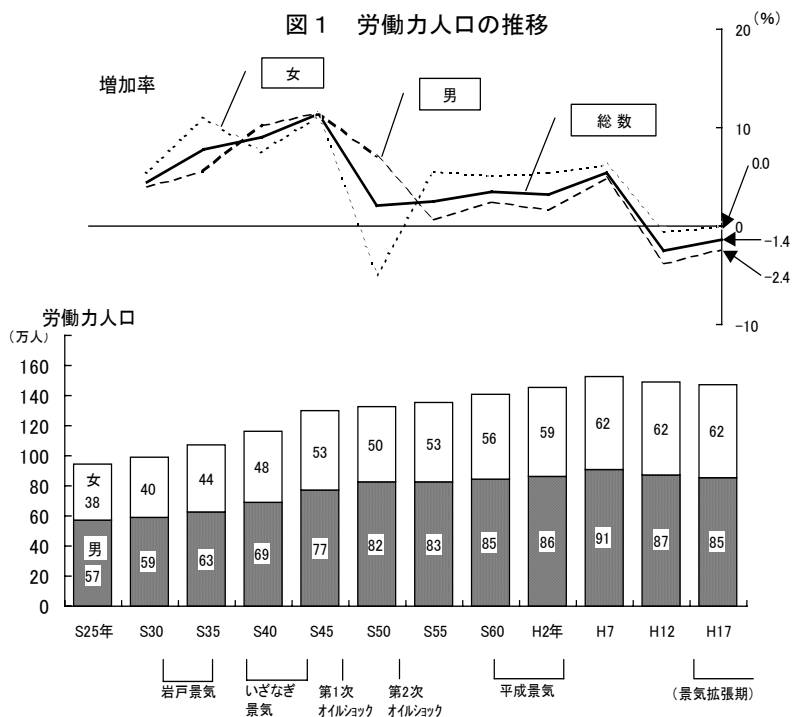 図1 労働力人口の推移
(%)
20
増加率
女
男
総数
10
0.0
0
-1.4
-2.4
-10
労働力人口
(万人)
160
140
120
100
80
60
40
20
0
女
38
40
44
48
53
50
53
56
59
62
62
62
男
57
59
63
69
77
82
83
85
86
91
87
85
S25年 S30 S35 S40 S45 S50 S55 S60 H2年 H7 H12 H17
岩戸景気
いざなぎ
景気
第1次
オイルショック
第2次
オイルショック
平成景気
(景気拡張期)